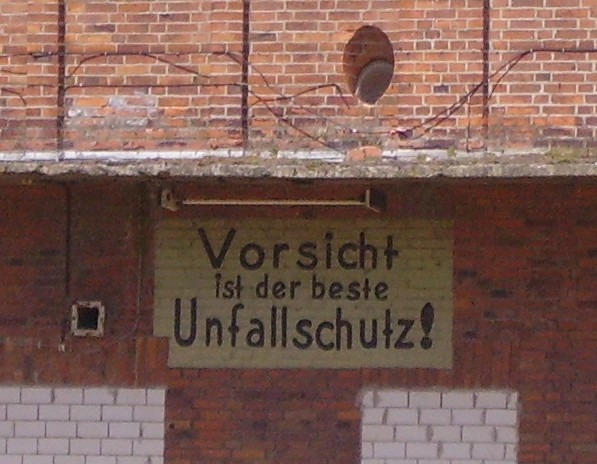 Vorsicht
ist der beste
Unfallschutz!